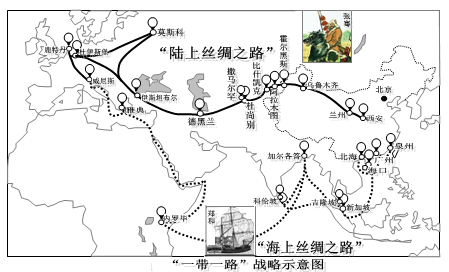 莫斯科
鹿特丹
杜伊斯堡
威尼斯
雅典
伊斯坦布尔
"陆上丝绸之路"
德黑兰
撒马尔罕
杜尚别
比什凯克
霍尔果斯
阿拉木图
乌鲁木齐
张骞
北京
兰州
西安
泉州
广州
北海
海口
加尔各答
科伦坡
吉隆坡
新加坡
内罗毕
郑和
"海上丝绸之路"
"一带一路"战略示意图